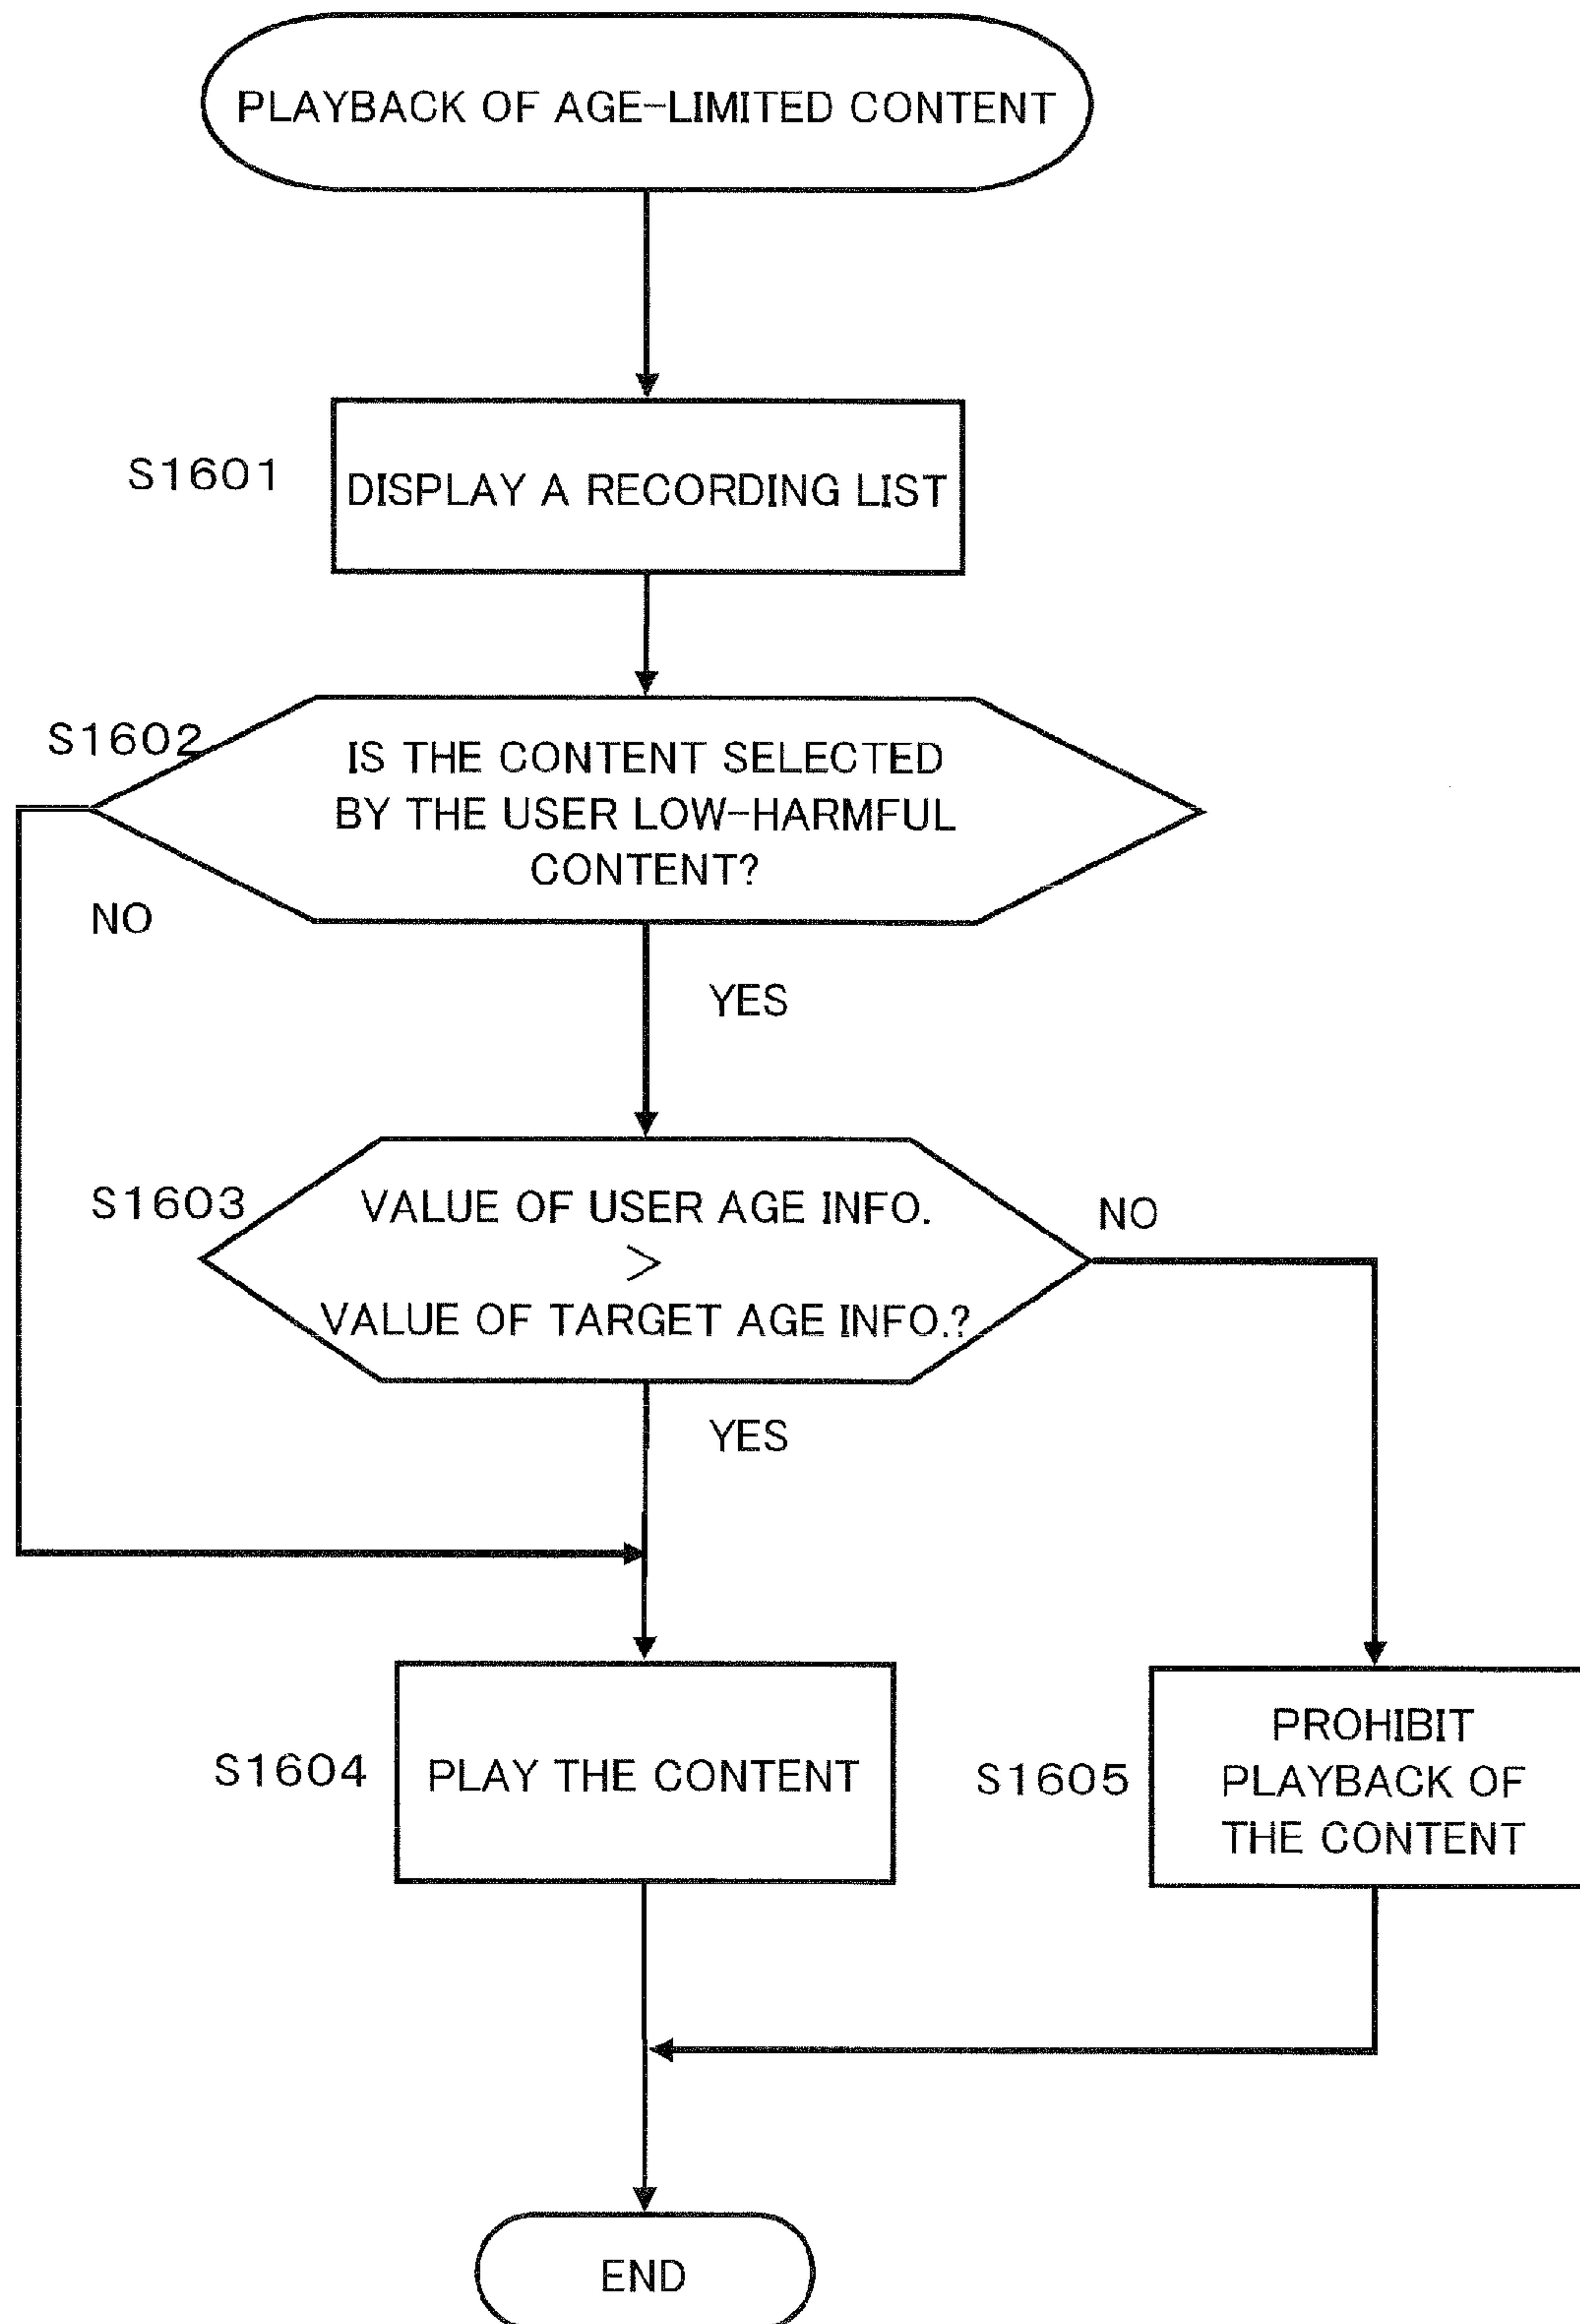 PLAYBACK OF AGE-LIMITED CONTENT
S1601
DISPLAY A RECORDING LIST
S1602
IS THE CONTENT SELECTED
BY THE USER LOW-HARMFUL
CONTENT?
NO
YES
S1603
VALUE OF USER AGE INFO.
>
VALUE OF TARGET AGE INFO.?
NO
YES
S1604
PLAY THE CONTENT
S1605
PROHIBIT
PLAYBACK OF
THE CONTENT
END